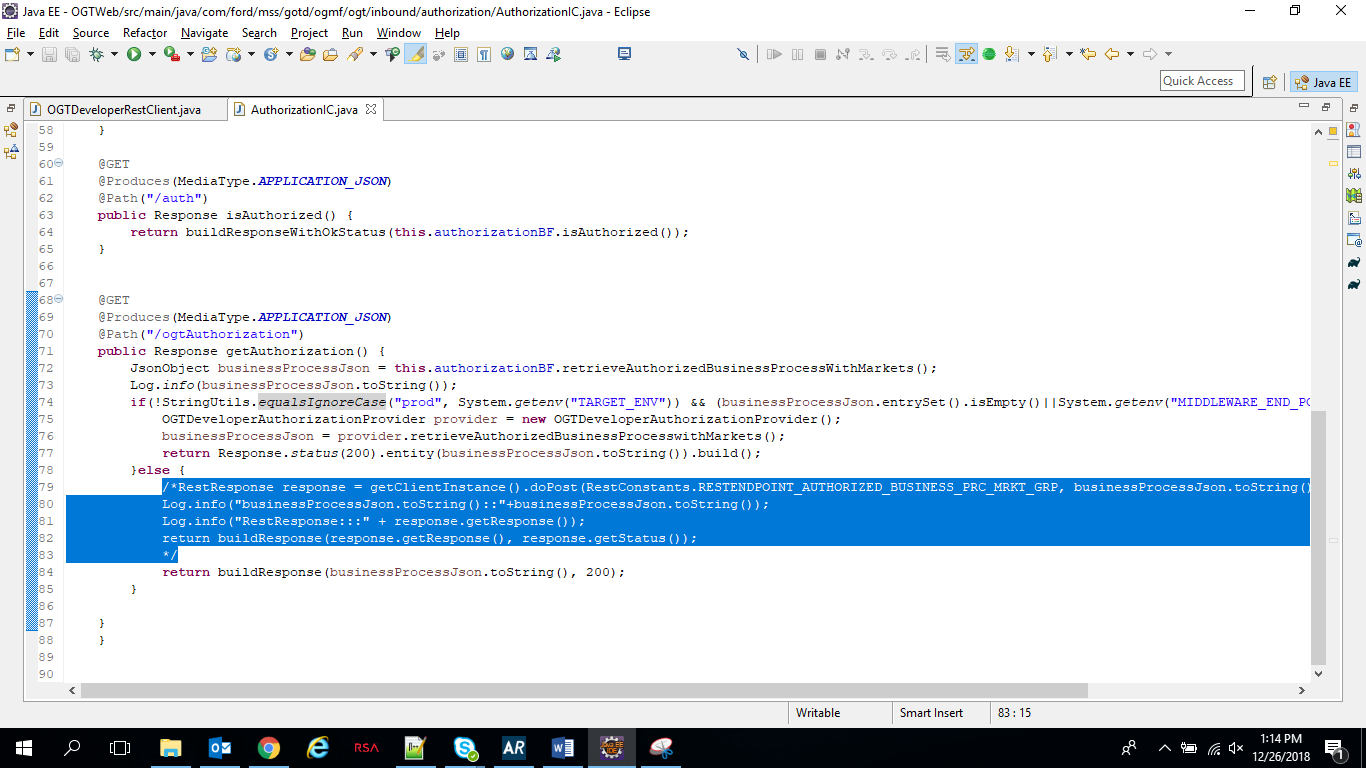 Java EE - OGTWeb/src/main/java/com/ford/mss/gotd/ogmf/ogt/inbound/authorization/AuthorizationIC.java - Eclipse
File Edit Source Refactor Navigate Search Project Run Window Help
Quick Access
Java EE
OGTDeveloperRestClient.java
AuthorizationIC.java
58 }
59
60 @GET
61 @Produces(MediaType.APPLICATION_JSON)
62 @Path("/auth")
63 public Response isAuthorized() {
64 return buildResponseWithOkStatus(this.authorizationBF.isAuthorized());
65 }
66
67
68 @GET
69 @Produces(MediaType.APPLICATION_JSON)
70 @Path("/ogtAuthorization")
71 public Response getAuthorization() {
72 JsonObject businessProcessJson = this.authorizationBF.retrieveAuthorizedBusinessProcessWithMarkets();
73 Log.info(businessProcessJson.toString());
74 if(!StringUtils.equalsIgnoreCase("prod", System.getenv("TARGET_ENV")) && (businessProcessJson.entrySet().isEmpty()||System.getenv("MIDDLEWARE_END_PO
75 OGTDeveloperAuthorizationProvider provider = new OGTDeveloperAuthorizationProvider();
76 businessProcessJson = provider.retrieveAuthorizedBusinessProcesswithMarkets();
77 return Response.status(200).entity(businessProcessJson.toString()).build();
78 }else {
79 /*RestResponse response = getClientInstance().doPost(RestConstants.RESTENDPOINT_AUTHORIZED_BUSINESS_PRC_MRKT_GRP, businessProcessJson.toString()
80 Log.info("businessProcessJson.toString()::"+businessProcessJson.toString());
81 Log.info("RestResponse:::" + response.getResponse());
82 return buildResponse(response.getResponse(), response.getStatus());
83 */
84 return buildResponse(businessProcessJson.toString(), 200);
85 }
86
87 }
88 }
89
90
Writable Smart Insert 83 : 15
RSA
AR
1:14 PM
12/26/2018
1